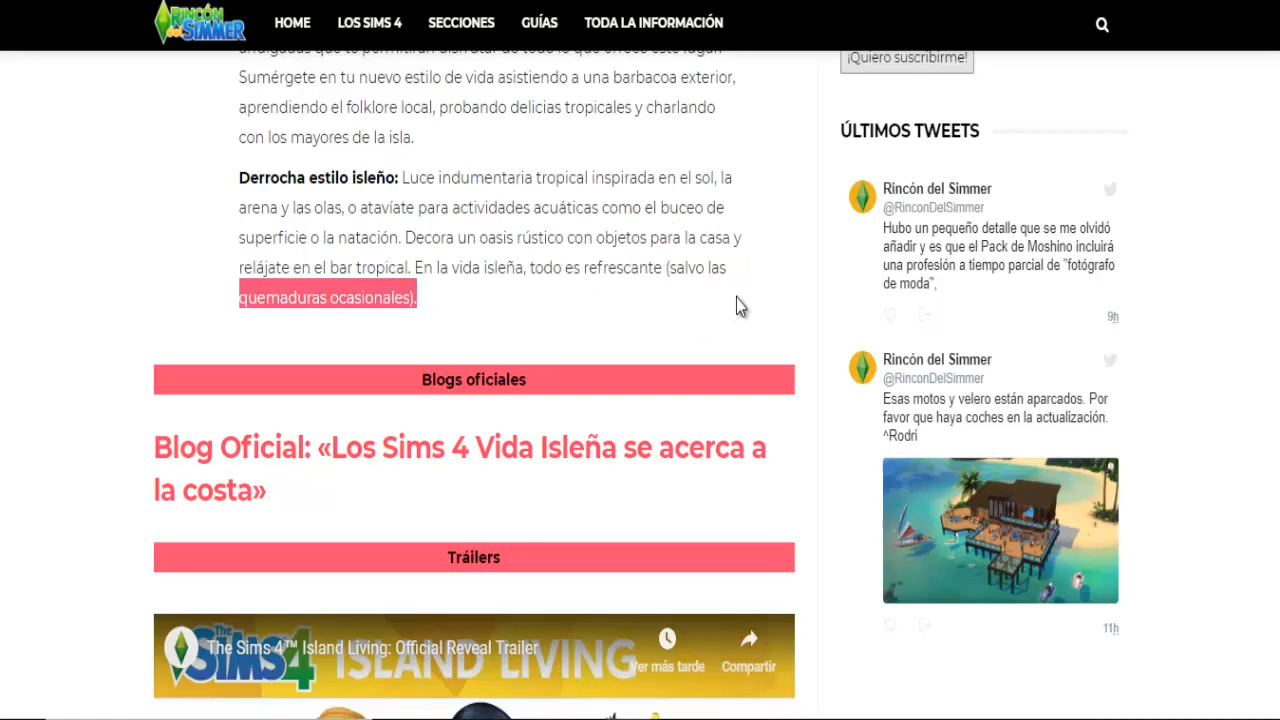 RINCÓN
DEL SIMMER
HOME LOS SIMS 4 SECCIONES GUÍAS TODA LA INFORMACIÓN
Sumérgete en tu nuevo estilo de vida asistiendo a una barbacoa exterior,
aprendiendo el folklore local, probando delicias tropicales y charlando
con los mayores de la isla.
Derrocha estilo isleño: Luce indumentaria tropical inspirada en el sol, la
arena y las olas, o atavíate para actividades acuáticas como el buceo de
superficie o la natación. Decora un oasis rústico con objetos para la casa y
relájate en el bar tropical. En la vida isleña, todo es refrescante (salvo las
quemaduras ocasionales).
Blogs oficiales
Blog Oficial: «Los Sims 4 Vida Isleña se acerca a
la costa»
Tráilers
The Sims 4™ Island Living: Official Reveal Trailer
The Sims 4 ISLAND LIVING
Ver más tarde
Compartir
¡Quiero suscribirme!
ÚLTIMOS TWEETS
Rincón del Simmer
@RinconDelSimmer
Hubo un pequeño detalle que se me olvidó
añadir y es que el Pack de Moshino incluirá
una profesión a tiempo parcial de "fotógrafo
de moda",
9h
Rincón del Simmer
@RinconDelSimmer
Esas motos y velero están aparcados. Por
favor que haya coches en la actualización.
^Rodri
11h